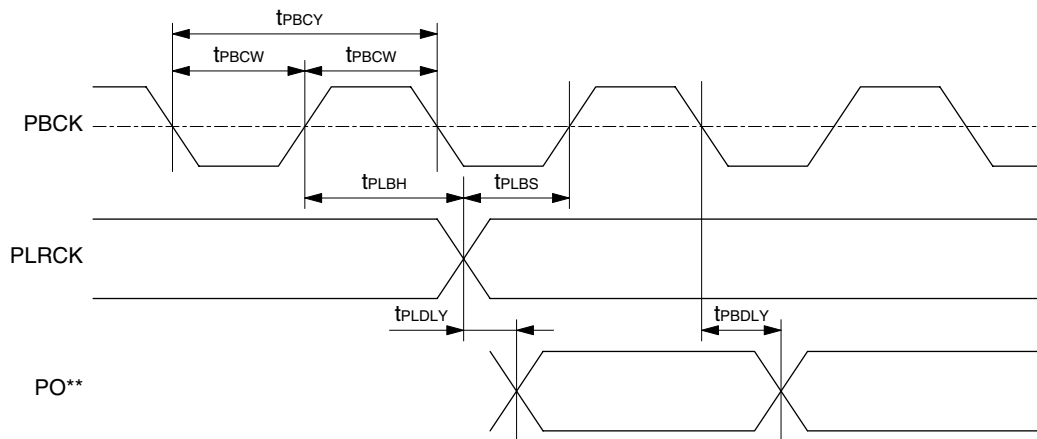 tPBCY
tPBCW tPBCW
PBCK
tPLBH tPLBS
PLRCK
tPLDLY tPBDLY
PO**